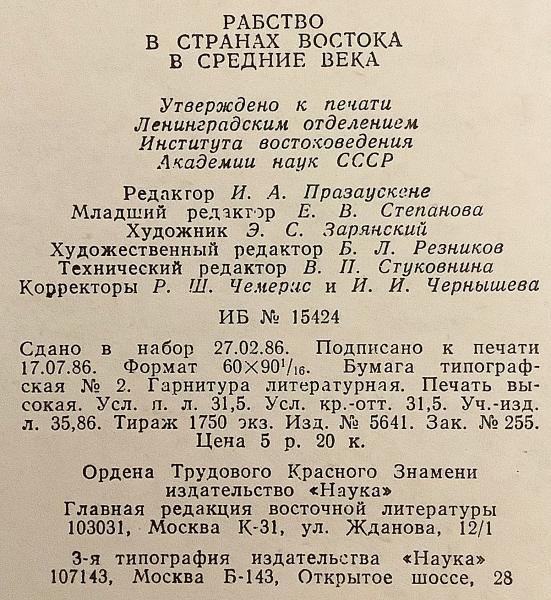 РАБСТВО
В СТРАНАХ ВОСТОКА
В СРЕДНИЕ ВЕКА
Утверждено к печати
Ленинградским отделением
Института востоковедения
Академии наук СССР
Редактор И. А. Празаускене
Младший редактор Е. В. Степанова
Художник Э. С. Зарянский
Художественный редактор Б. Л. Резников
Технический редактор В. П. Стуковнина
Корректоры Р. Ш. Чемерис и И. И. Чернышева
ИБ № 15424
Сдано в набор 27.02.86. Подписано к печати
17.07.86. Формат 60×90¹/₁₆. Бумага типограф-
ская № 2. Гарнитура литературная. Печать вы-
сокая. Усл. п. л. 31,5. Усл. кр.-отт. 31,5. Уч.-изд.
л. 35,86. Тираж 1750 экз. Изд. № 5641. Зак. № 255.
Цена 5 р. 20 к.
Ордена Трудового Красного Знамени
издательство «Наука»
Главная редакция восточной литературы
103031, Москва К-31, ул. Жданова, 12/1
3-я типография издательства «Наука»
107143, Москва Б-143, Открытое шоссе, 28